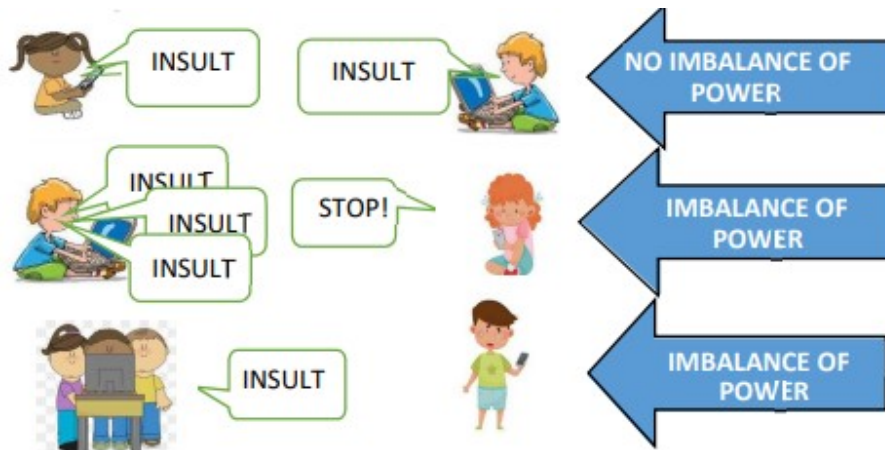 INSULT
INSULT
NO IMBALANCE OF
POWER
INSULT
INSULT
INSULT
STOP!
IMBALANCE OF
POWER
INSULT
IMBALANCE OF
POWER